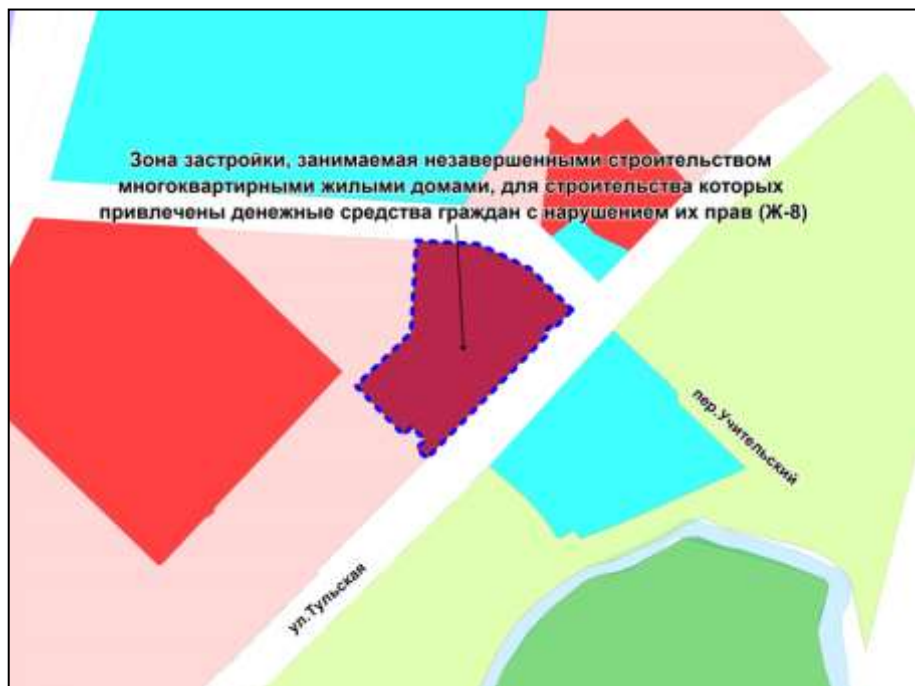 Зона застройки, занимаемая незавершенными строительством
многоквартирными жилыми домами, для строительства которых
привлечены денежные средства граждан с нарушением их прав (Ж-8)
пер.Учительский
ул.Тульская